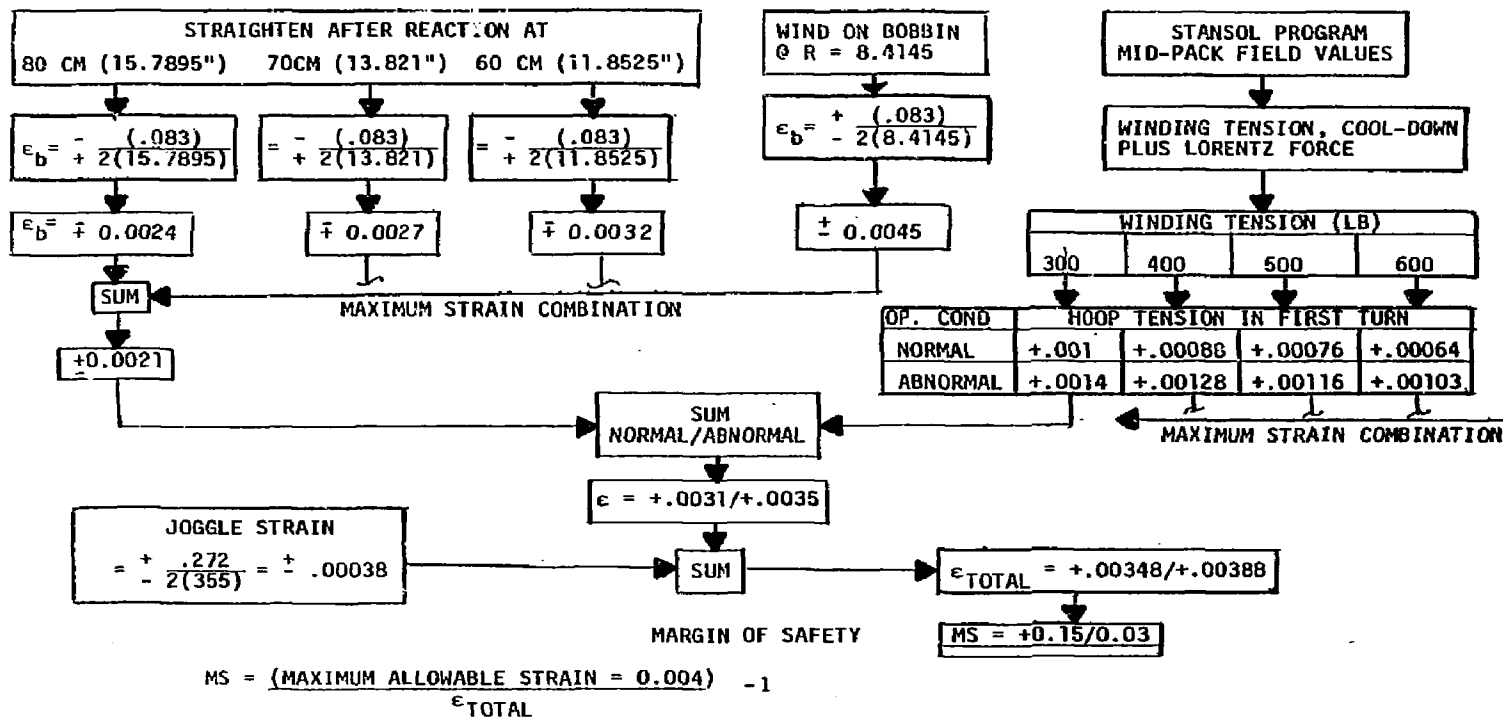 STRAIGHTEN AFTER REACTION AT
80 CM (15.7895") 70CM (13.821") 60 CM (11.8525")
WIND ON BOBBIN
@ R = 8.4145
STANSOL PROGRAM
MID-PACK FIELD VALUES
εb = - + (.083) / 2(15.7895)
= - + (.083) / 2(13.821)
= - + (.083) / 2(11.8525)
εb = + - (.083) / 2(8.4145)
WINDING TENSION, COOL-DOWN
PLUS LORENTZ FORCE
εb = ∓ 0.0024
∓ 0.0027
∓ 0.0032
± 0.0045
WINDING TENSION (LB)
300 400 500 600
SUM
MAXIMUM STRAIN COMBINATION
OP. COND HOOP TENSION IN FIRST TURN
NORMAL +.001 +.00088 +.00076 +.00064
ABNORMAL +.0014 +.00128 +.00116 +.00103
±0.0021
MAXIMUM STRAIN COMBINATION
SUM
NORMAL/ABNORMAL
ε = +.0031/+.0035
JOGGLE STRAIN
= + - .272 / 2(355) = ± .00038
SUM
εTOTAL = +.00348/+.00388
MARGIN OF SAFETY
MS = +0.15/0.03
MS = (MAXIMUM ALLOWABLE STRAIN = 0.004) / εTOTAL -1